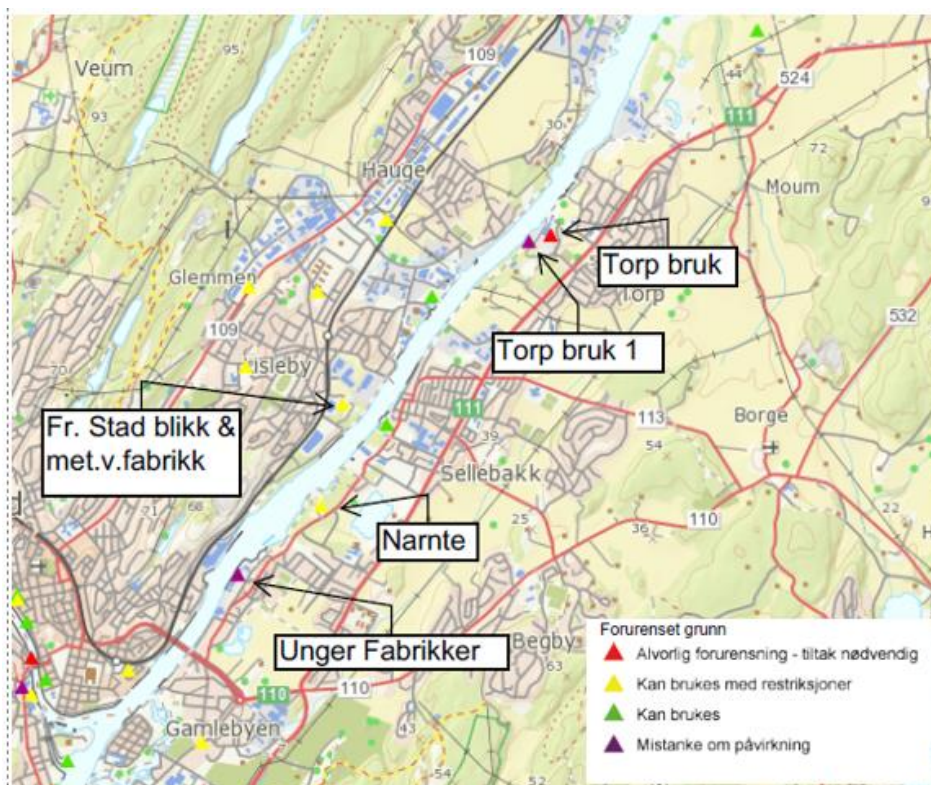 Veum
95
109
524
111
93
30
44
72
Moum
Hauge
Torp bruk
Glemmen
Torp
532
109
Torp bruk 1
70
Lisleby
Fr. Stad blikk &
met.v.fabrikk
111
113
Borge
39
54
Sellebakk
71
68
25
110
36
22
Narnte
Unger Fabrikker
Begby
63
110
110
Gamlebyen
43
54
52
Forurenset grunn
Alvorlig forurensning - tiltak nødvendig
Kan brukes med restriksjoner
Kan brukes
Mistanke om påvirkning